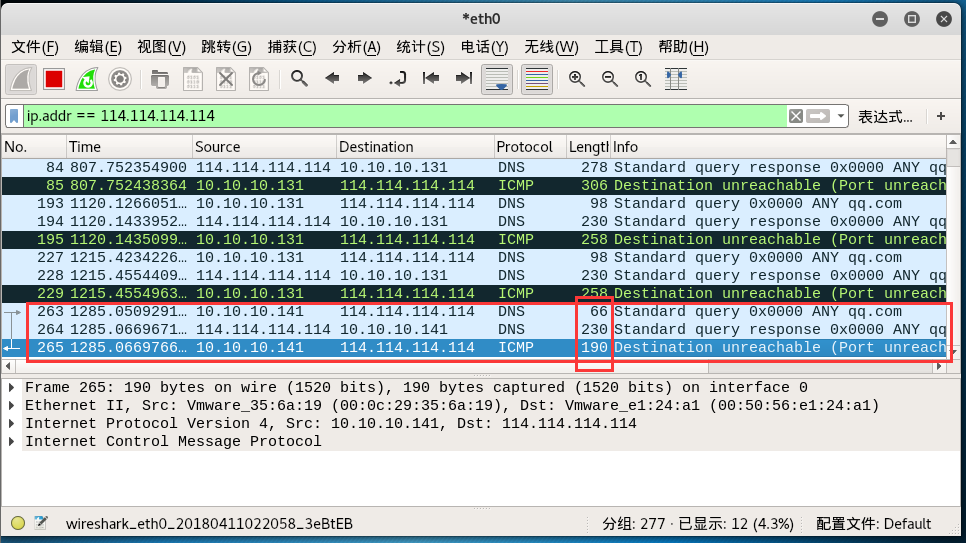 *eth0
文件(F) 编辑(E) 视图(V) 跳转(G) 捕获(C) 分析(A) 统计(S) 电话(Y) 无线(W) 工具(T) 帮助(H)
ip.addr == 114.114.114.114 表达式… +
No. Time Source Destination Protocol Length Info
84 807.752354900 114.114.114.114 10.10.10.131 DNS 278 Standard query response 0x0000 ANY qq
85 807.752438364 10.10.10.131 114.114.114.114 ICMP 306 Destination unreachable (Port unreach
193 1120.1266051… 10.10.10.131 114.114.114.114 DNS 98 Standard query 0x0000 ANY qq.com
194 1120.1433952… 114.114.114.114 10.10.10.131 DNS 230 Standard query response 0x0000 ANY qq
195 1120.1435099… 10.10.10.131 114.114.114.114 ICMP 258 Destination unreachable (Port unreach
227 1215.4234226… 10.10.10.131 114.114.114.114 DNS 98 Standard query 0x0000 ANY qq.com
228 1215.4554409… 114.114.114.114 10.10.10.131 DNS 230 Standard query response 0x0000 ANY qq
229 1215.4554963… 10.10.10.131 114.114.114.114 ICMP 258 Destination unreachable (Port unreach
263 1285.0509291… 10.10.10.141 114.114.114.114 DNS 66 Standard query 0x0000 ANY qq.com
264 1285.0669671… 114.114.114.114 10.10.10.141 DNS 230 Standard query response 0x0000 ANY qq
265 1285.0669766… 10.10.10.141 114.114.114.114 ICMP 190 Destination unreachable (Port unreach
Frame 265: 190 bytes on wire (1520 bits), 190 bytes captured (1520 bits) on interface 0
Ethernet II, Src: Vmware_35:6a:19 (00:0c:29:35:6a:19), Dst: Vmware_e1:24:a1 (00:50:56:e1:24:a1)
Internet Protocol Version 4, Src: 10.10.10.141, Dst: 114.114.114.114
Internet Control Message Protocol
wireshark_eth0_20180411022058_3eBtEB 分组: 277 · 已显示: 12 (4.3%) 配置文件: Default